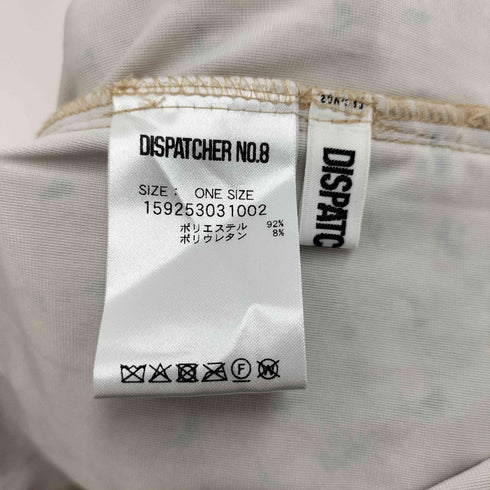 DISPATCHER NO.8
SIZE: ONE SIZE
159253031002
ポリエステル 92%
ポリウレタン 8%
F
W
DISPATC